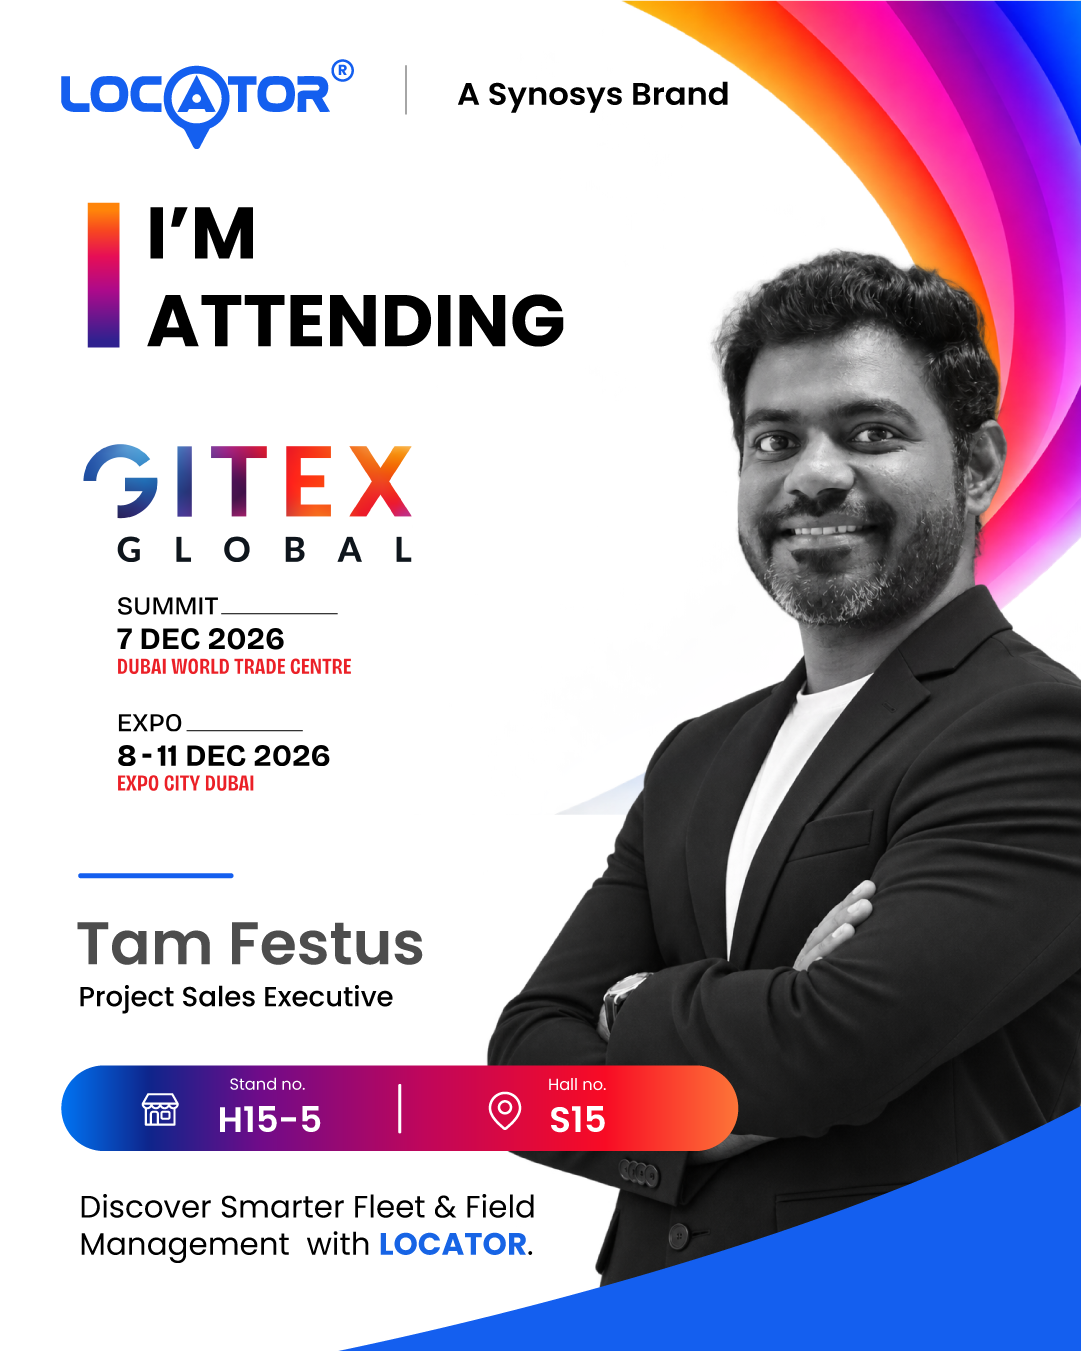 LOCATOR®
A Synosys Brand
I'M
ATTENDING
GITEX
GLOBAL
SUMMIT
7 DEC 2026
DUBAI WORLD TRADE CENTRE
EXPO
8-11 DEC 2026
EXPO CITY DUBAI
Tam Festus
Project Sales Executive
Stand no.
H15-5
Hall no.
S15
Discover Smarter Fleet & Field
Management with LOCATOR.